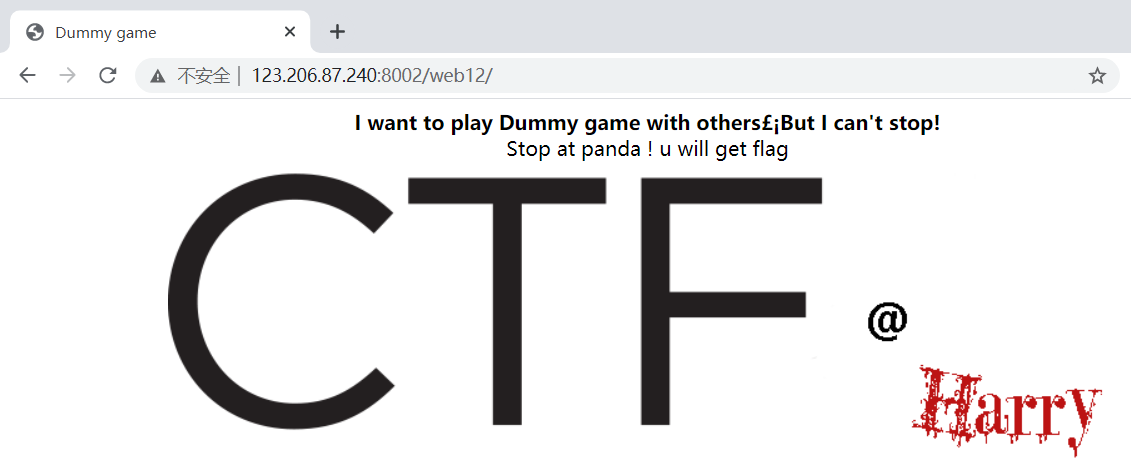 Dummy game
不安全 | 123.206.87.240:8002/web12/
I want to play Dummy game with others£¡But I can't stop!
Stop at panda ! u will get flag
CTF
@
Harry